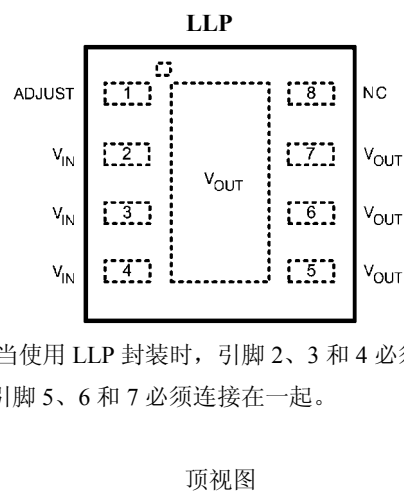 LLP
ADJUST 1 8 NC
VIN 2 7 VOUT
VOUT
VIN 3 6 VOUT
VIN 4 5 VOUT
当使用 LLP 封装时，引脚 2、3 和 4 必
引脚 5、6 和 7 必须连接在一起。
顶视图